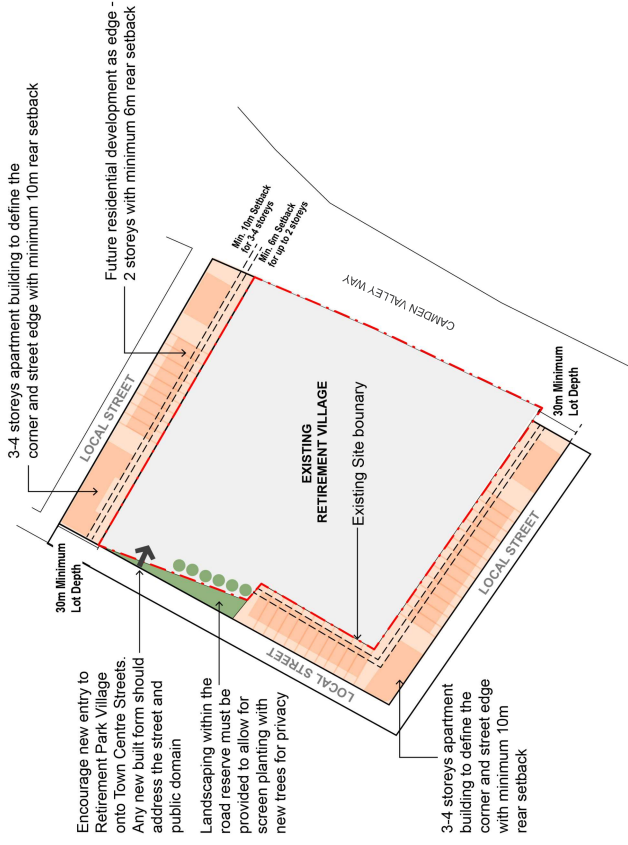 3-4 storeys apartment building to define the
corner and street edge with minimum 10m rear setback
Future residential development as edge -
2 storeys with minimum 6m rear setback
Min. 10m Setback
for 3-4 storeys
Min. 6m Setback
for up to 2 storeys
LOCAL STREET
CAMDEN VALLEY WAY
30m Minimum
Lot Depth
EXISTING
RETIREMENT VILLAGE
Existing Site bounary
30m Minimum
Lot Depth
LOCAL STREET
LOCAL STREET
Encourage new entry to
Retirement Park Village
onto Town Centre Streets.
Any new built form should
address the street and
public domain
Landscaping within the
road reserve must be
provided to allow for
screen planting with
new trees for privacy
3-4 storeys apartment
building to define the
corner and street edge
with minimum 10m
rear setback